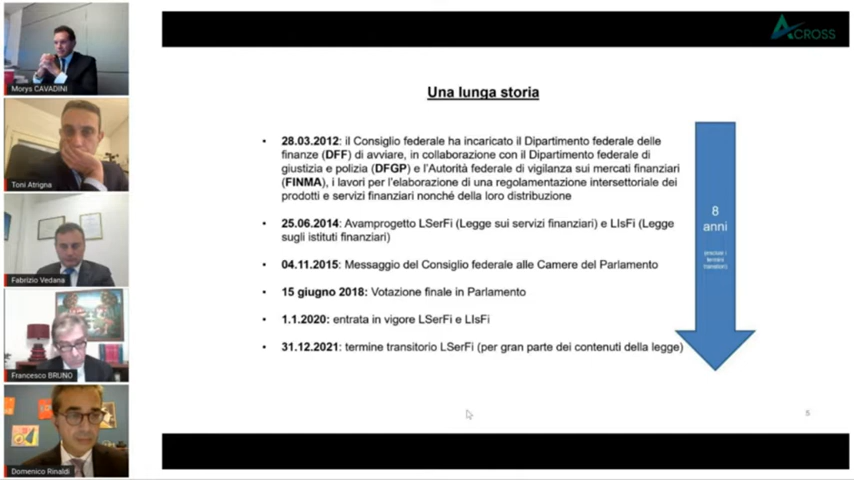 ACROSS
Una lunga storia
28.03.2012: il Consiglio federale ha incaricato il Dipartimento federale delle
finanze (DFF) di avviare, in collaborazione con il Dipartimento federale di
giustizia e polizia (DFGP) e l'Autorità federale di vigilanza sui mercati finanziari
(FINMA), i lavori per l'elaborazione di una regolamentazione intersettoriale dei
prodotti e servizi finanziari nonché della loro distribuzione
25.06.2014: Avamprogetto LSerFi (Legge sui servizi finanziari) e LIsFi (Legge
sugli istituti finanziari)
04.11.2015: Messaggio del Consiglio federale alle Camere del Parlamento
15 giugno 2018: Votazione finale in Parlamento
1.1.2020: entrata in vigore LSerFi e LIsFi
31.12.2021: termine transitorio LSerFi (per gran parte dei contenuti della legge)
8
anni
termini
transitori)
5
Morys CAVADINI
Toni Atrigna
Fabrizio Vedana
Francesco BRUNO
Domenico Rinaldi